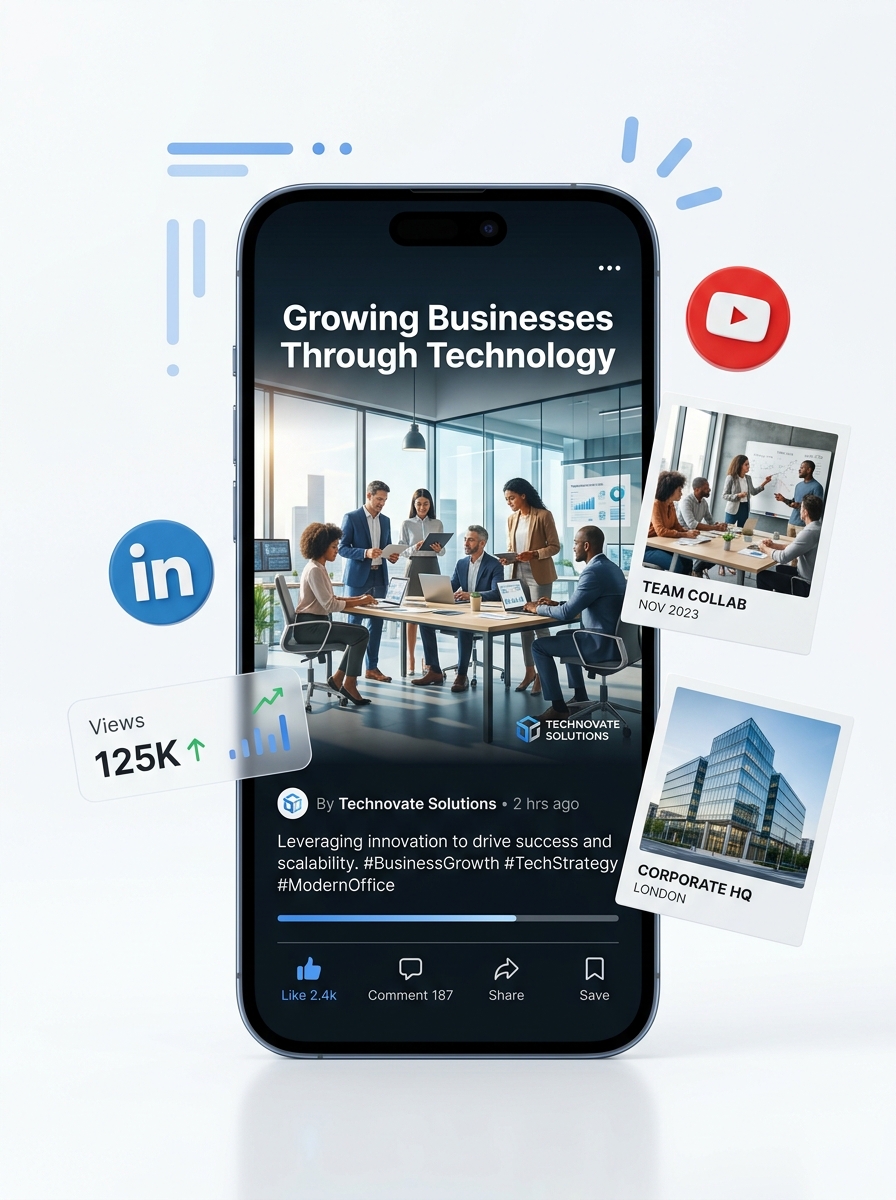 Growing Businesses
Through Technology
in
TEAM COLLAB
NOV 2023
Views
125K
TECHNOVATE
SOLUTIONS
By Technovate Solutions • 2 hrs ago
Leveraging innovation to drive success and
scalability. #BusinessGrowth #TechStrategy
#ModernOffice
CORPORATE HQ
LONDON
Like 2.4k
Comment 187
Share
Save